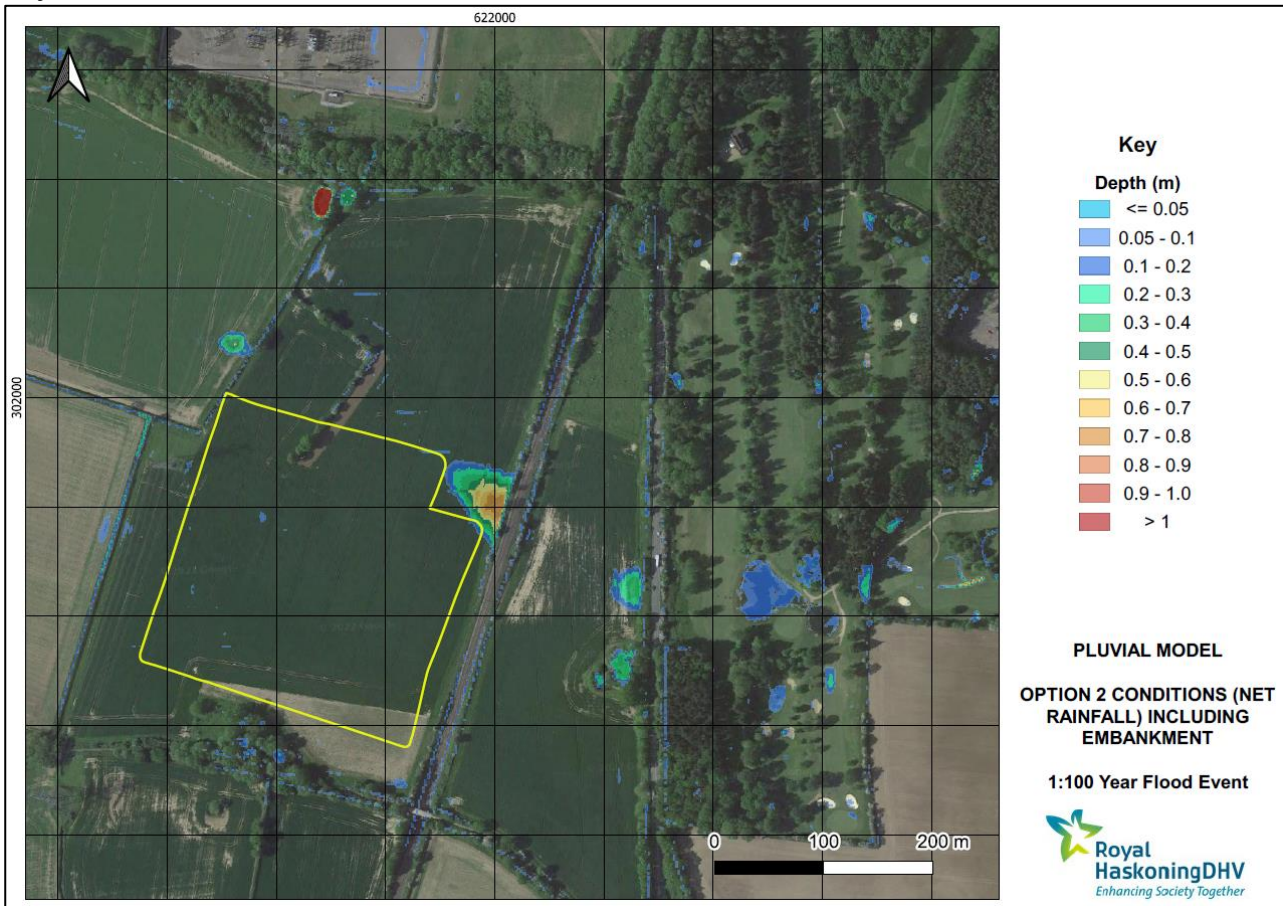 622000
302000
Key
Depth (m)
<= 0.05
0.05 - 0.1
0.1 - 0.2
0.2 - 0.3
0.3 - 0.4
0.4 - 0.5
0.5 - 0.6
0.6 - 0.7
0.7 - 0.8
0.8 - 0.9
0.9 - 1.0
> 1
PLUVIAL MODEL
OPTION 2 CONDITIONS (NET
RAINFALL) INCLUDING
EMBANKMENT
1:100 Year Flood Event
0 100 200 m
Royal
HaskoningDHV
Enhancing Society Together